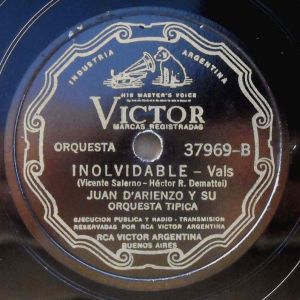 INDUSTRIA ARGENTINA
HIS MASTER'S VOICE
VICTOR
MARCAS REGISTRADAS
ORQUESTA 37969-B
INOLVIDABLE - Vals
(Vicente Salerno - Héctor R. Demattei)
JUAN D'ARIENZO Y SU
ORQUESTA TIPICA
EJECUCION PUBLICA Y RADIO - TRANSMISION
RESERVADAS POR RCA VICTOR ARGENTINA
RCA VICTOR ARGENTINA
BUENOS AIRES